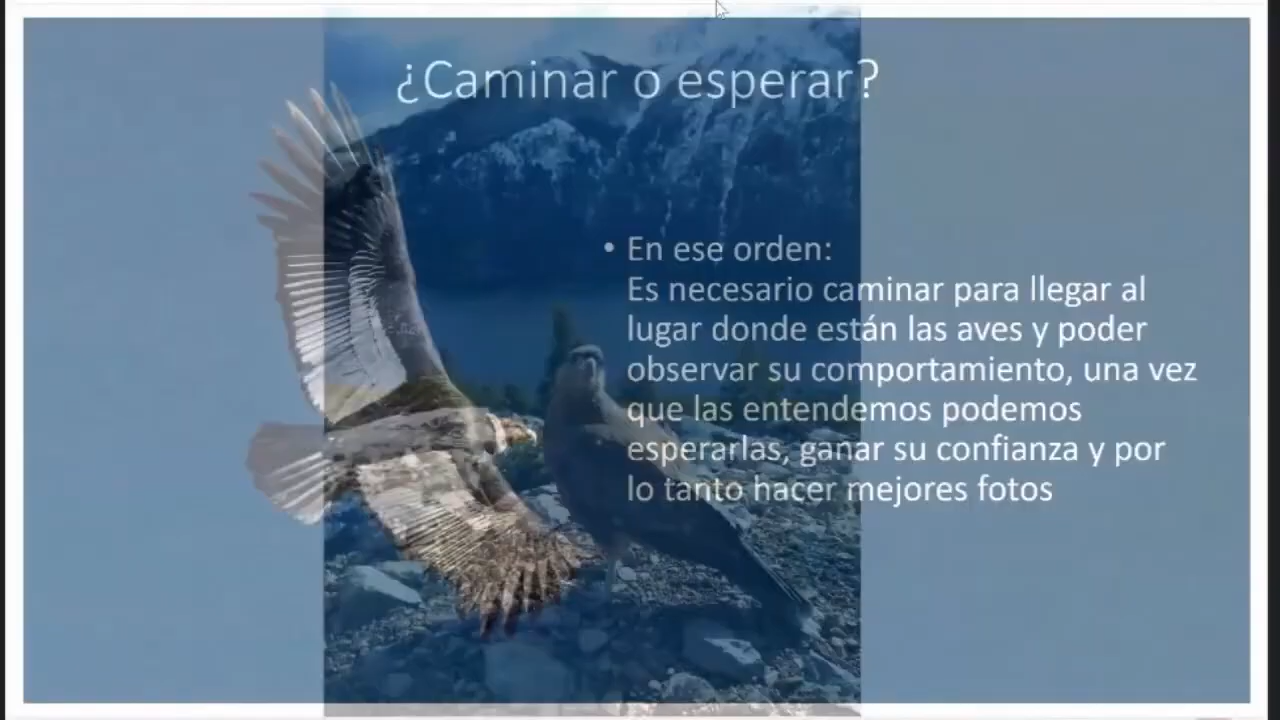 ¿Caminar o esperar?
• En ese orden:
Es necesario caminar para llegar al
lugar donde están las aves y poder
observar su comportamiento, una vez
que las entendemos podemos
esperarlas, ganar su confianza y por
lo tanto hacer mejores fotos